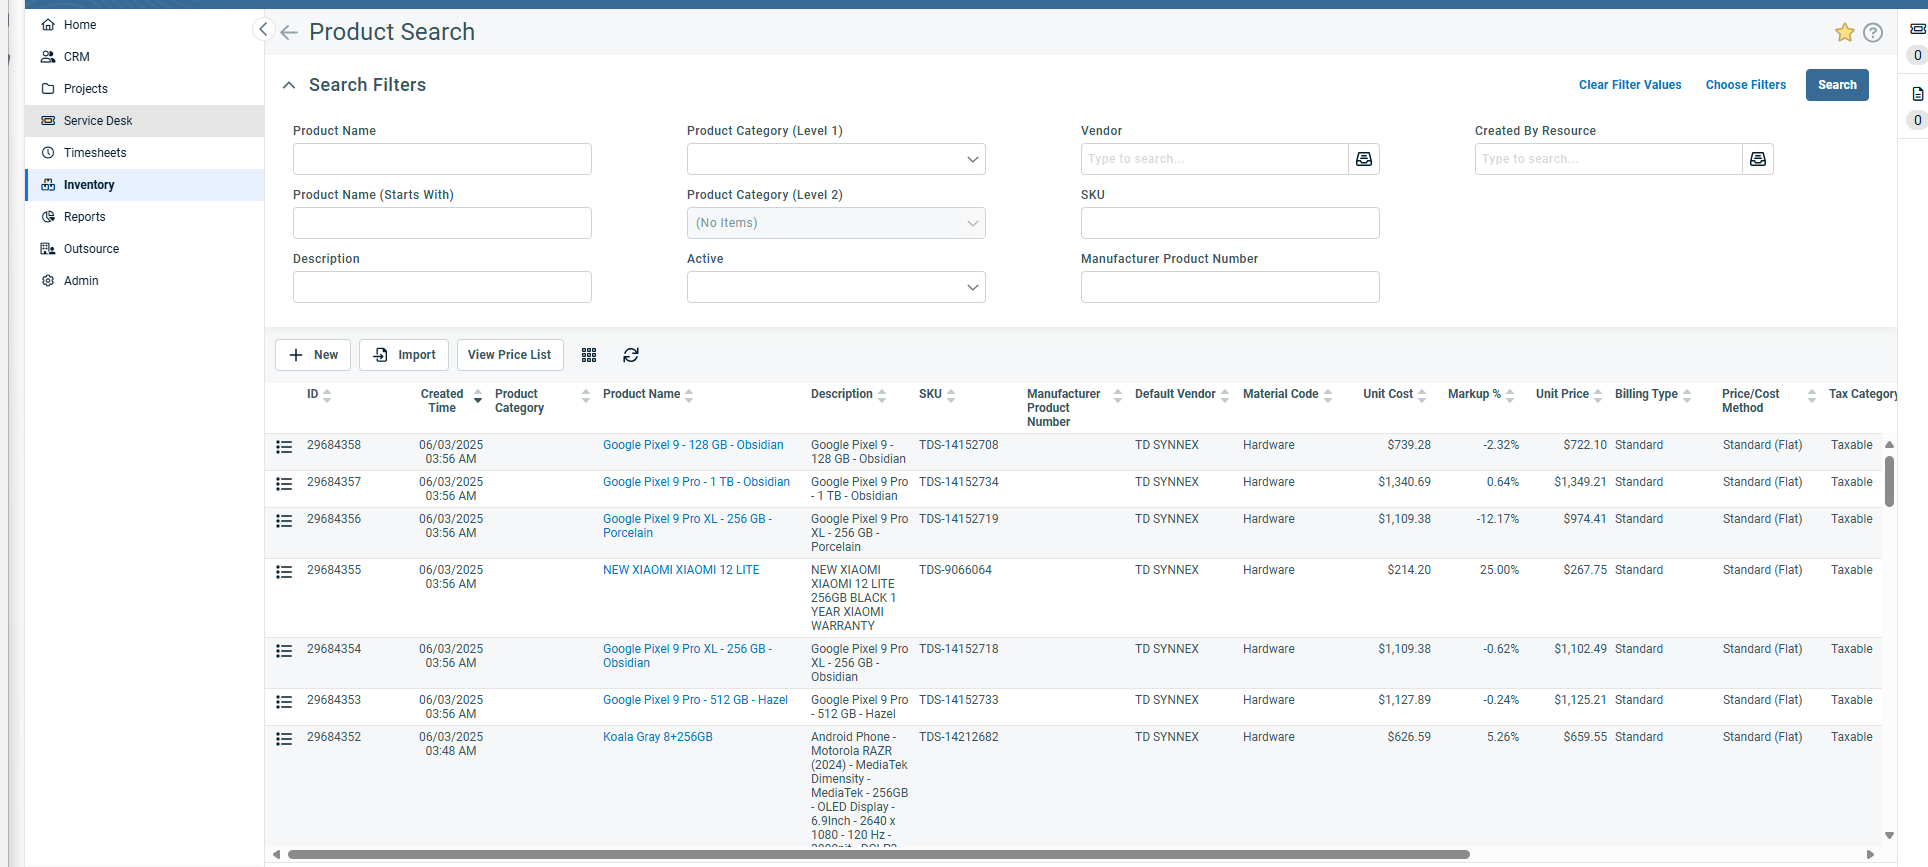 Home
CRM
Projects
Service Desk
Timesheets
Inventory
Reports
Outsource
Admin
Product Search
0
0
Search Filters
Clear Filter Values
Choose Filters
Search
Product Name
Product Category (Level 1)
Vendor
Type to search...
Created By Resource
Type to search...
Product Name (Starts With)
Product Category (Level 2)
(No Items)
SKU
Description
Active
Manufacturer Product Number
New
Import
View Price List
ID
Created
Time
Product
Category
Product Name
Description
SKU
Manufacturer
Product
Number
Default Vendor
Material Code
Unit Cost
Markup %
Unit Price
Billing Type
Price/Cost
Method
Tax Category
29684358
06/03/2025
03:56 AM
Google Pixel 9 - 128 GB - Obsidian
Google Pixel 9 -
128 GB - Obsidian
TDS-14152708
TD SYNNEX
Hardware
$739.28
-2.32%
$722.10
Standard
Standard (Flat)
Taxable
29684357
06/03/2025
03:56 AM
Google Pixel 9 Pro - 1 TB - Obsidian
Google Pixel 9 Pro
- 1 TB - Obsidian
TDS-14152734
TD SYNNEX
Hardware
$1,340.69
0.64%
$1,349.21
Standard
Standard (Flat)
Taxable
29684356
06/03/2025
03:56 AM
Google Pixel 9 Pro XL - 256 GB -
Porcelain
Google Pixel 9 Pro
XL - 256 GB -
Porcelain
TDS-14152719
TD SYNNEX
Hardware
$1,109.38
-12.17%
$974.41
Standard
Standard (Flat)
Taxable
29684355
06/03/2025
03:56 AM
NEW XIAOMI XIAOMI 12 LITE
NEW XIAOMI
XIAOMI 12 LITE
256GB BLACK 1
YEAR XIAOMI
WARRANTY
TDS-9066064
TD SYNNEX
Hardware
$214.20
25.00%
$267.75
Standard
Standard (Flat)
Taxable
29684354
06/03/2025
03:56 AM
Google Pixel 9 Pro XL - 256 GB -
Obsidian
Google Pixel 9 Pro
XL - 256 GB -
Obsidian
TDS-14152718
TD SYNNEX
Hardware
$1,109.38
-0.62%
$1,102.49
Standard
Standard (Flat)
Taxable
29684353
06/03/2025
03:56 AM
Google Pixel 9 Pro - 512 GB - Hazel
Google Pixel 9 Pro
- 512 GB - Hazel
TDS-14152733
TD SYNNEX
Hardware
$1,127.89
-0.24%
$1,125.21
Standard
Standard (Flat)
Taxable
29684352
06/03/2025
03:48 AM
Koala Gray 8+256GB
Android Phone -
Motorola RAZR
(2024) - MediaTek
Dimensity -
MediaTek - 256GB
- OLED Display -
6.9Inch - 2640 x
1080 - 120 Hz -
TDS-14212682
TD SYNNEX
Hardware
$626.59
5.26%
$659.55
Standard
Standard (Flat)
Taxable